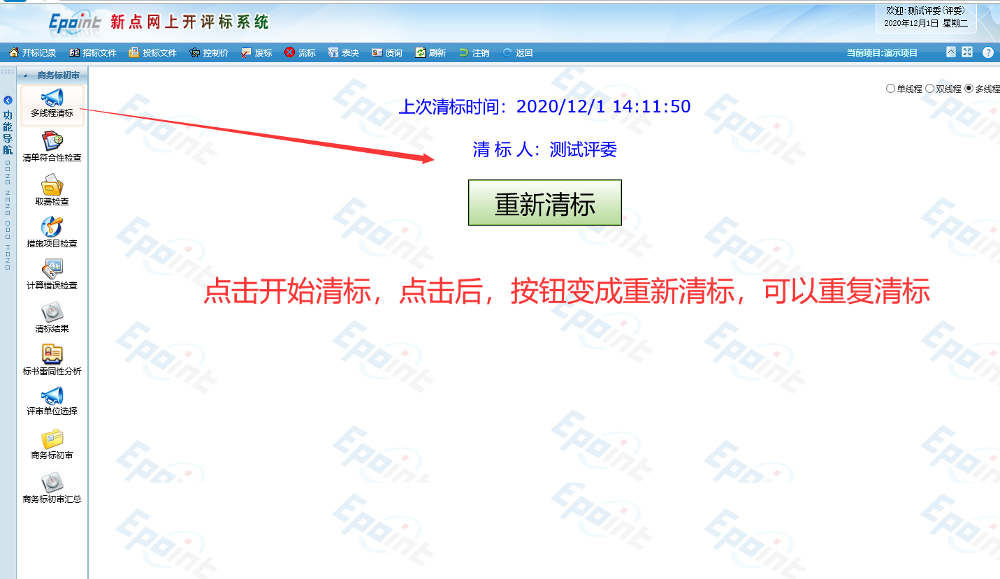 Epoint 新点网上开评标系统
欢迎:测试评委(评委)
2020年12月1日 星期二
开标记录 招标文件 投标文件 控制价 废标 流标 表决 质询 刷新 注销 返回 当前项目:演示项目
商务标初审
功能导航
GONG NENG DAO HANG
多线程清标
清单符合性检查
取费检查
措施项目检查
计算错误检查
清标结果
标书雷同性分析
评审单位选择
商务标初审
商务标初审汇总
单线程 双线程 多线程
上次清标时间：2020/12/1 14:11:50
清 标 人：测试评委
重新清标
点击开始清标，点击后，按钮变成重新清标，可以重复清标